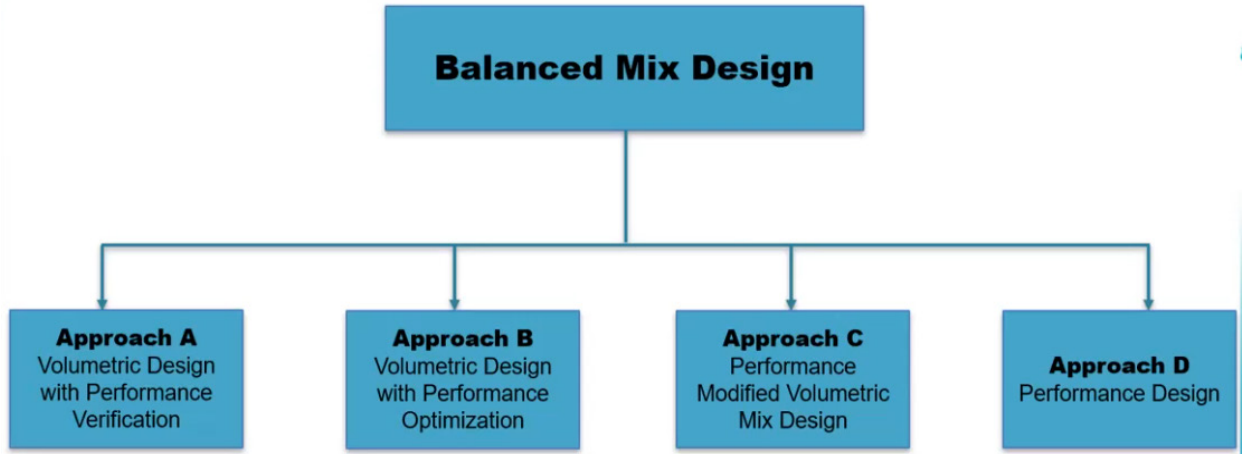 Balanced Mix Design
Approach A
Volumetric Design
with Performance
Verification
Approach B
Volumetric Design
with Performance
Optimization
Approach C
Performance
Modified Volumetric
Mix Design
Approach D
Performance Design